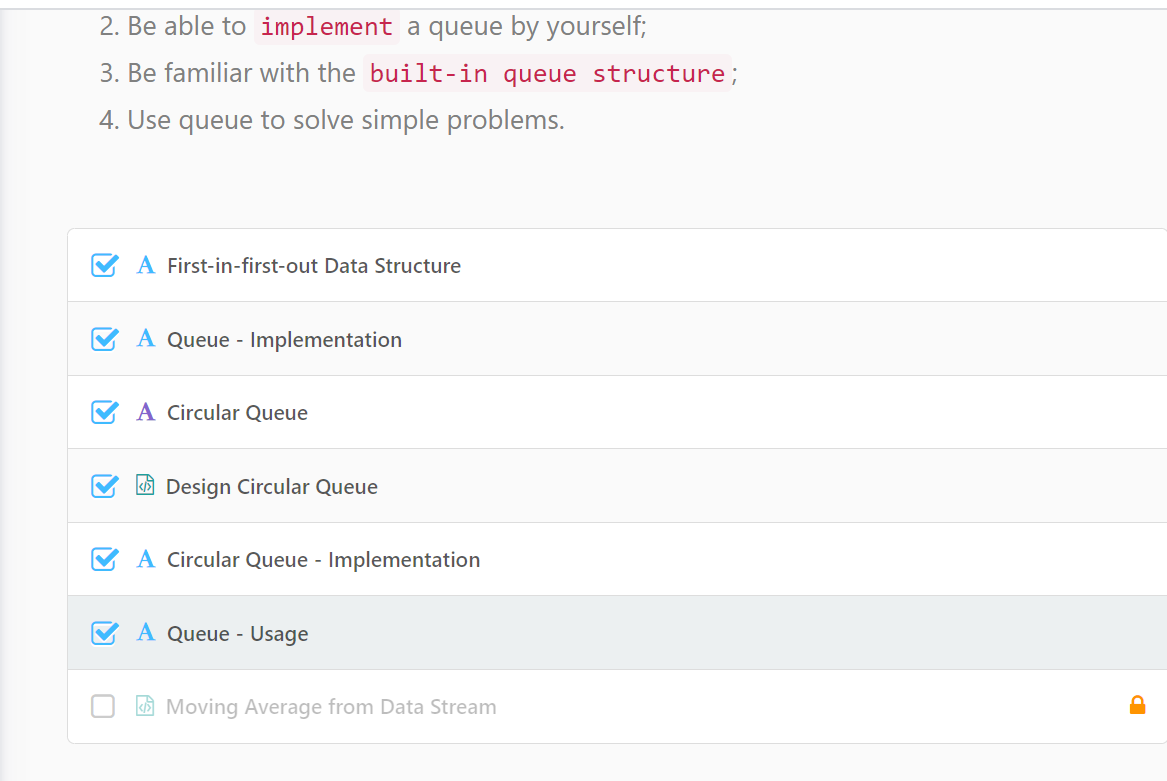 2. Be able to implement a queue by yourself;
3. Be familiar with the built-in queue structure;
4. Use queue to solve simple problems.
A First-in-first-out Data Structure
A Queue - Implementation
A Circular Queue
</> Design Circular Queue
A Circular Queue - Implementation
A Queue - Usage
</> Moving Average from Data Stream